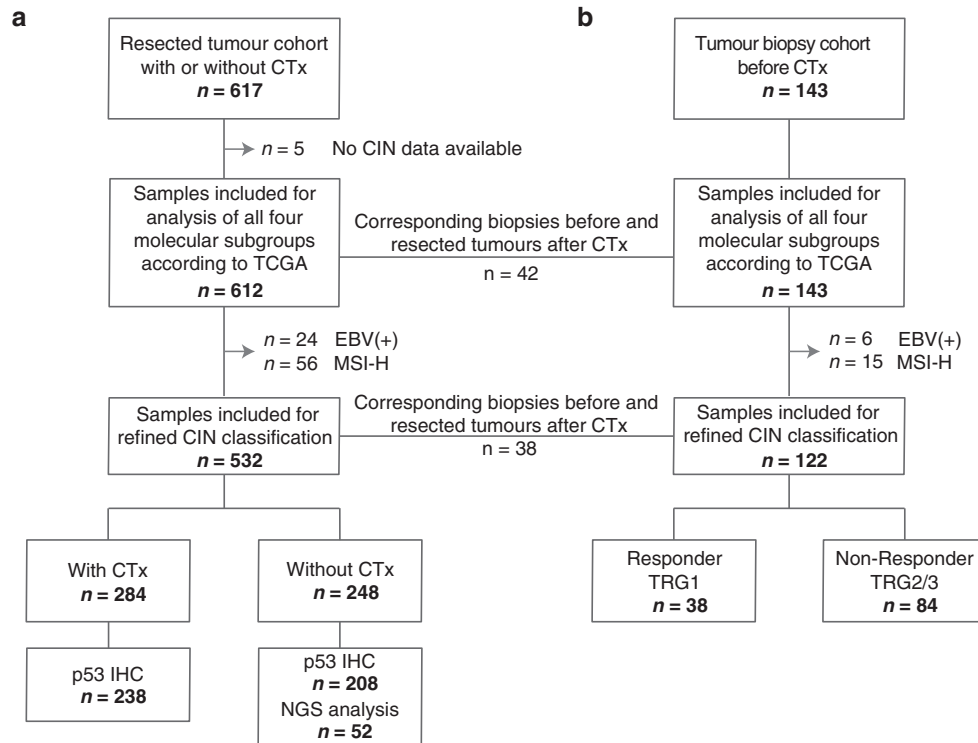 a
Resected tumour cohort
with or without CTx
n = 617
n = 5 No CIN data available
Samples included for
analysis of all four
molecular subgroups
according to TCGA
n = 612
n = 24 EBV(+)
n = 56 MSI-H
Samples included for
refined CIN classification
n = 532
With CTx
n = 284
Without CTx
n = 248
p53 IHC
n = 238
p53 IHC
n = 208
NGS analysis
n = 52
Corresponding biopsies before and
resected tumours after CTx
n = 42
Corresponding biopsies before and
resected tumours after CTx
n = 38
b
Tumour biopsy cohort
before CTx
n = 143
Samples included for
analysis of all four
molecular subgroups
according to TCGA
n = 143
n = 6 EBV(+)
n = 15 MSI-H
Samples included for
refined CIN classification
n = 122
Responder
TRG1
n = 38
Non-Responder
TRG2/3
n = 84